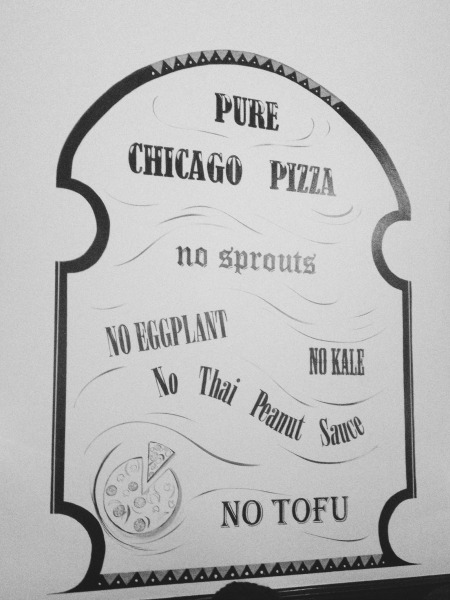 PURE
CHICAGO PIZZA
no sprouts
NO EGGPLANT
NO KALE
No Thai Peanut Sauce
NO TOFU